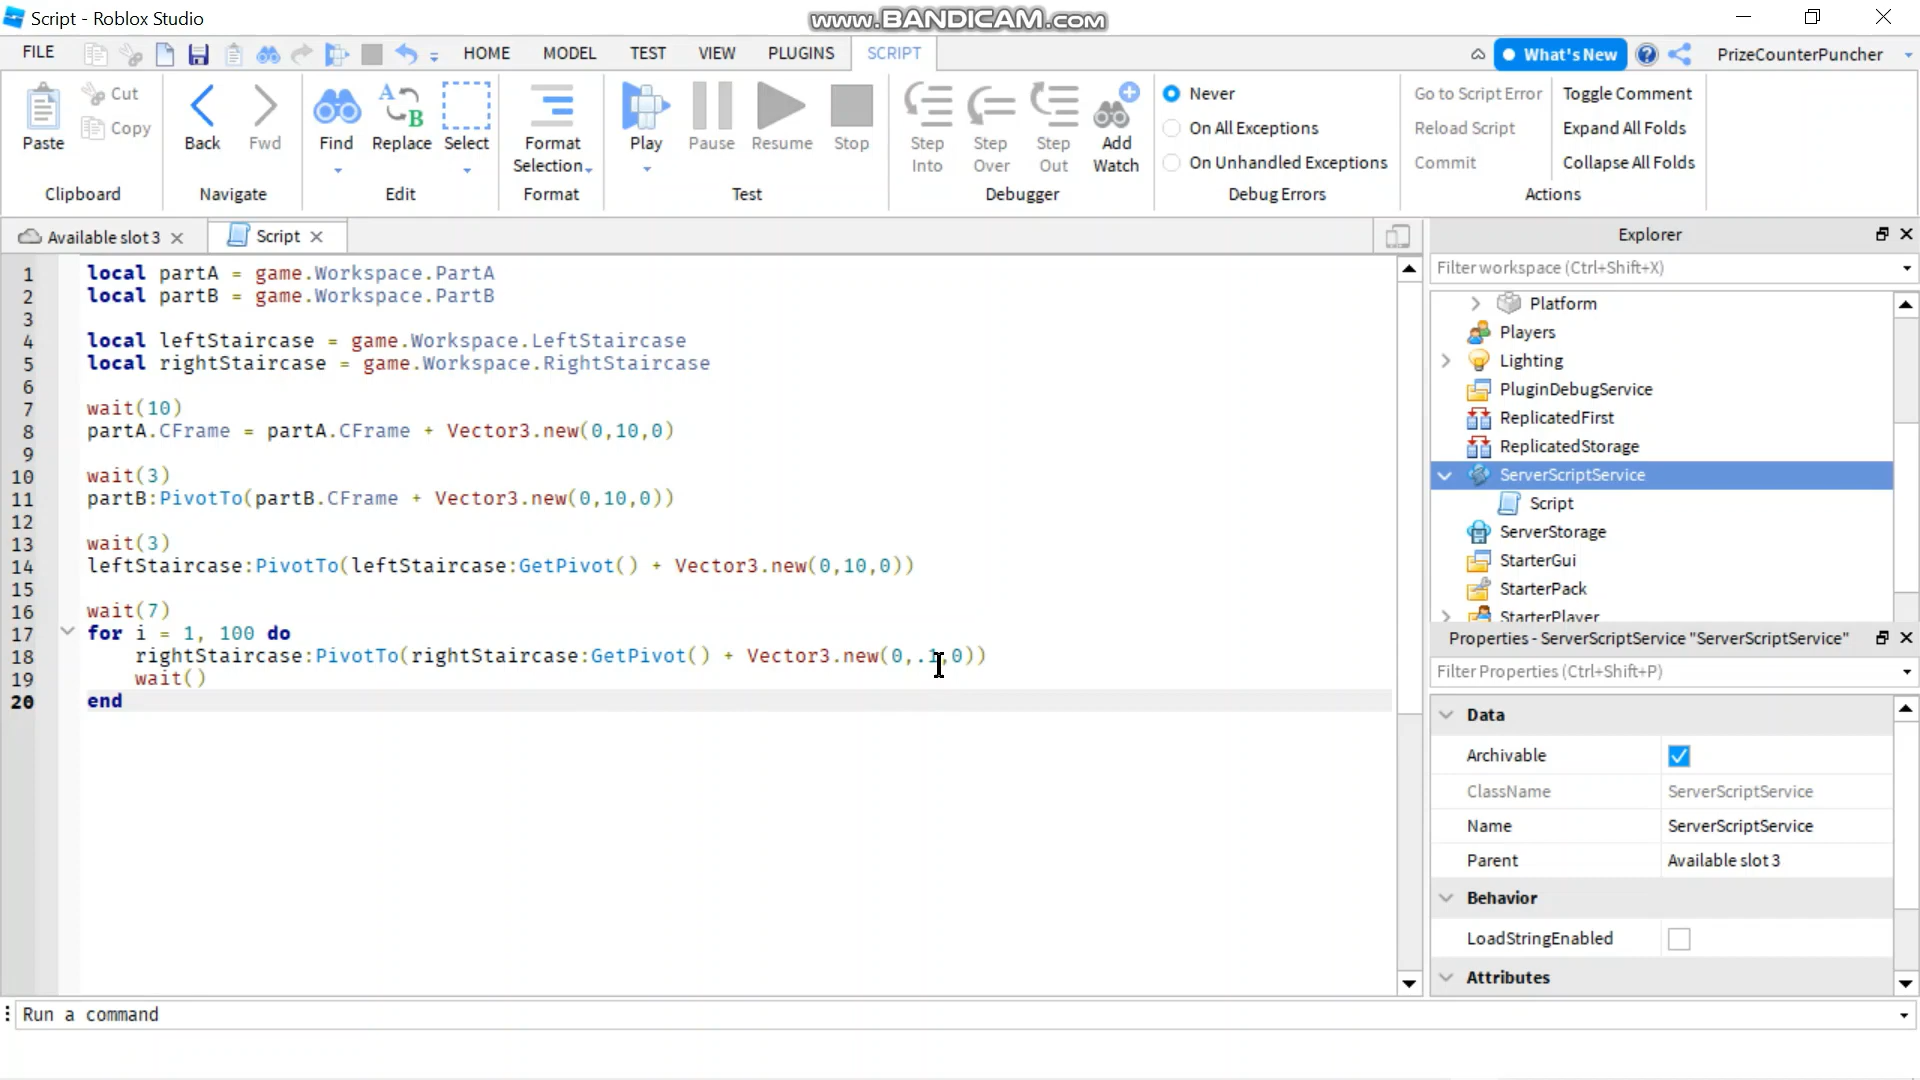 Script - Roblox Studio
www.BANDICAM.com
FILE
HOME
MODEL
TEST
VIEW
PLUGINS
SCRIPT
What's New
PrizeCounterPuncher
Paste
Cut
Copy
Clipboard
Back
Fwd
Navigate
Find
Replace
Select
Edit
Format
Selection
Format
Play
Pause
Resume
Stop
Test
Step
Into
Step
Over
Step
Out
Add
Watch
Debugger
Never
On All Exceptions
On Unhandled Exceptions
Debug Errors
Go to Script Error
Reload Script
Commit
Toggle Comment
Expand All Folds
Collapse All Folds
Actions
Available slot 3
Script
1 local partA = game.Workspace.PartA
2 local partB = game.Workspace.PartB
3
4 local leftStaircase = game.Workspace.LeftStaircase
5 local rightStaircase = game.Workspace.RightStaircase
6
7 wait(10)
8 partA.CFrame = partA.CFrame + Vector3.new(0,10,0)
9
10 wait(3)
11 partB:PivotTo(partB.CFrame + Vector3.new(0,10,0))
12
13 wait(3)
14 leftStaircase:PivotTo(leftStaircase:GetPivot() + Vector3.new(0,10,0))
15
16 wait(7)
17 for i = 1, 100 do
18 rightStaircase:PivotTo(rightStaircase:GetPivot() + Vector3.new(0,.1,0))
19 wait()
20 end
Explorer
Filter workspace (Ctrl+Shift+X)
Platform
Players
Lighting
PluginDebugService
ReplicatedFirst
ReplicatedStorage
ServerScriptService
Script
ServerStorage
StarterGui
StarterPack
StarterPlayer
Properties - ServerScriptService "ServerScriptService"
Filter Properties (Ctrl+Shift+P)
Data
Archivable
ClassName ServerScriptService
Name ServerScriptService
Parent Available slot 3
Behavior
LoadStringEnabled
Attributes
Run a command